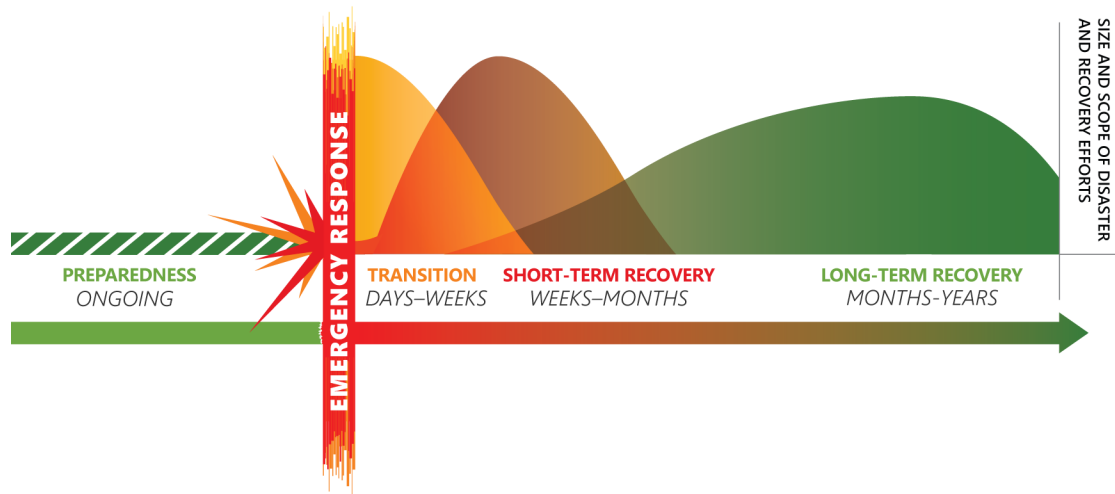 SIZE AND SCOPE OF DISASTER
AND RECOVERY EFFORTS
EMERGENCY RESPONSE
PREPAREDNESS
ONGOING
TRANSITION
DAYS–WEEKS
SHORT-TERM RECOVERY
WEEKS–MONTHS
LONG-TERM RECOVERY
MONTHS-YEARS